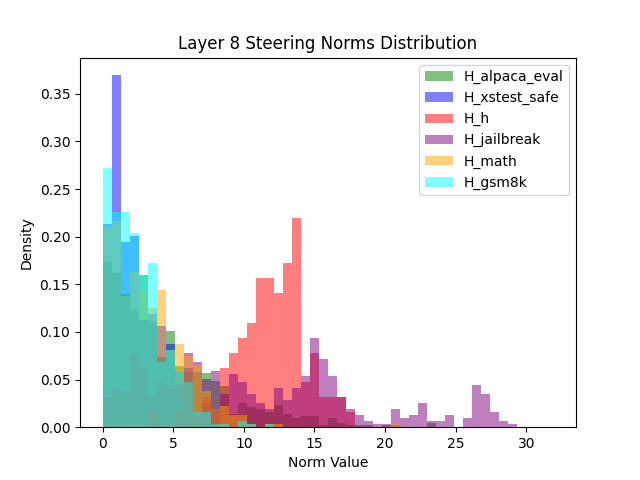 Layer 8 Steering Norms Distribution
H_alpaca_eval
H_xstest_safe
H_h
H_jailbreak
H_math
H_gsm8k
Density
0.35
0.30
0.25
0.20
0.15
0.10
0.05
0.00
0 5 10 15 20 25 30
Norm Value